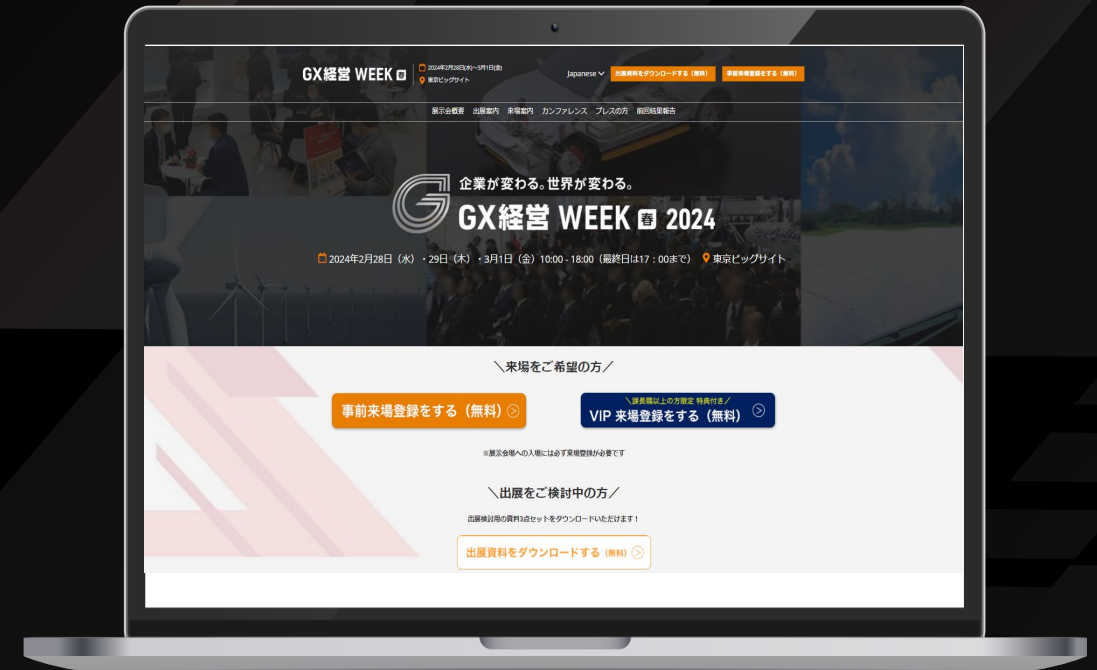 GX経営 WEEK 春
2024年2月28日(水)~3月1日(金)
東京ビッグサイト
Japanese
出展資料をダウンロードする(無料)
事前来場登録をする(無料)
展示会概要 出展案内 来場案内 カンファレンス プレスの方 前回結果報告
企業が変わる。世界が変わる。
GX経営 WEEK 春 2024
2024年2月28日(水)・29日(木)・3月1日(金)10:00 - 18:00(最終日は17:00まで) 東京ビッグサイト
\来場をご希望の方/
事前来場登録をする(無料)
\課長職以上の方限定 特典付き/
VIP 来場登録をする(無料)
※展示会場への入場には必ず来場登録が必要です
\出展をご検討中の方/
出展検討用の資料3点セットをダウンロードいただけます!
出展資料をダウンロードする(無料)